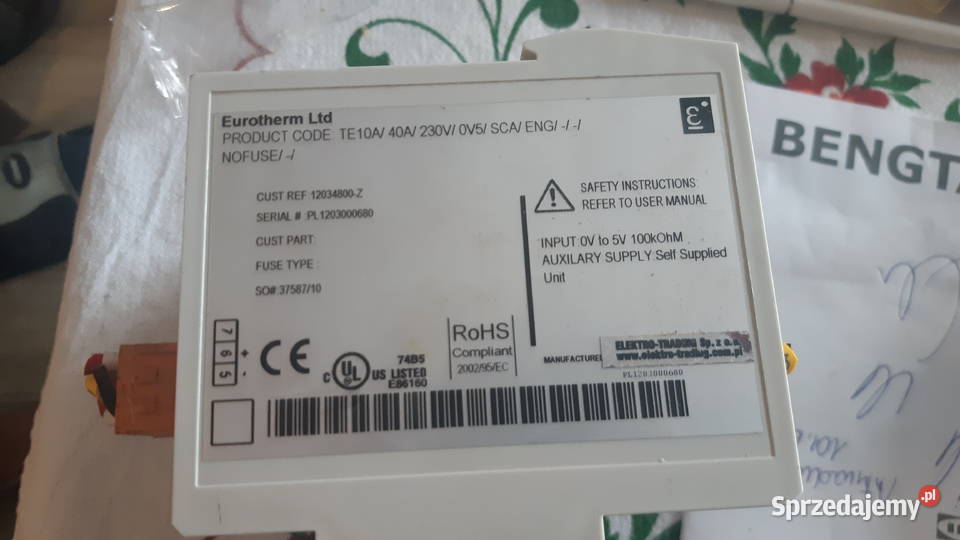 Eurotherm Ltd
PRODUCT CODE: TE10A/ 40A/ 230V/ 0V5/ SCA/ ENG/ -/ -/
NOFUSE/ -/
CUST REF :12034800-Z
SERIAL # :PL1203000680
CUST PART:
FUSE TYPE :
SO# :37587/10
SAFETY INSTRUCTIONS
REFER TO USER MANUAL
INPUT :0V to 5V 100kOhM
AUXILARY SUPPLY :Self Supplied
Unit
7
6 +
5 -
CE
C UL US LISTED
74B5
E86160
RoHS
Compliant
2002/95/EC
MANUFACTURED
ELEKTRO-TRADING Sp. z o.o.
www.elektro-trading.com.pl
PL1203000680
BENGT
Sprzedajemy.pl